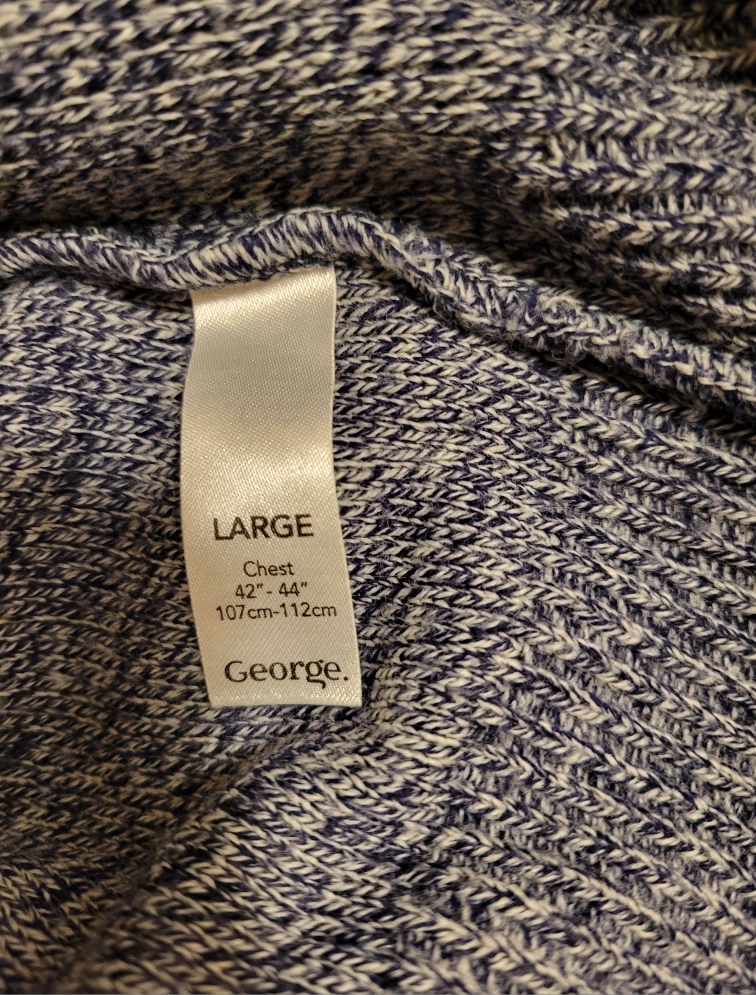 LARGE
Chest
42”- 44”
107cm-112cm
George.